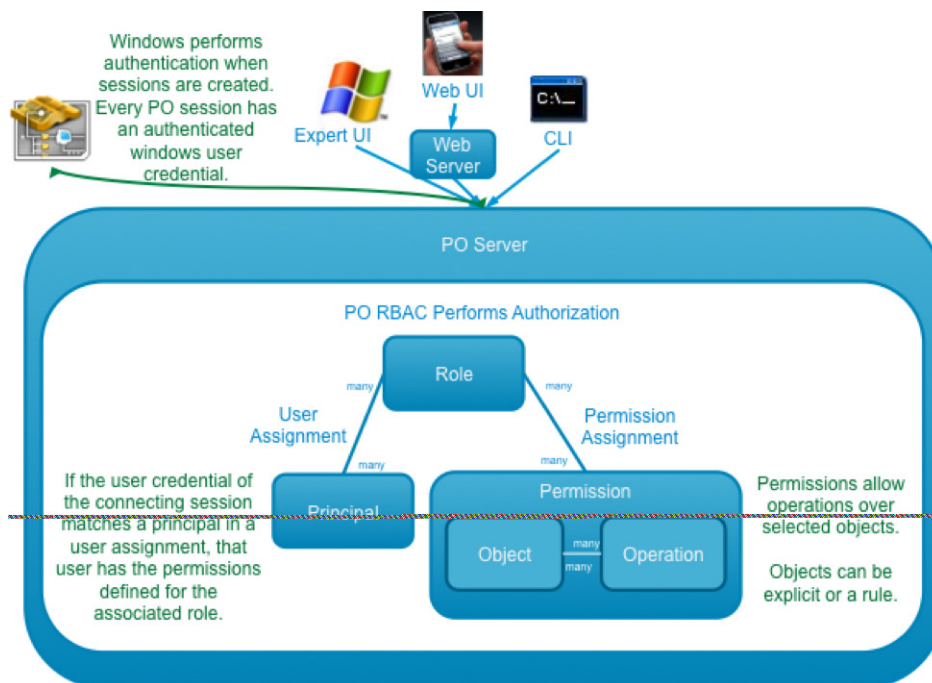 Windows performs
authentication when
sessions are created.
Every PO session has
an authenticated
windows user
credential.
Expert UI
Web UI
Web
Server
C:\_
CLI
PO Server
PO RBAC Performs Authorization
Role
many
many
User
Assignment
Permission
Assignment
many
many
If the user credential of
the connecting session
matches a principal in a
user assignment, that
user has the permissions
defined for the
associated role.
Principal
Permission
Object
many
many
Operation
Permissions allow
operations over
selected objects.
Objects can be
explicit or a rule.